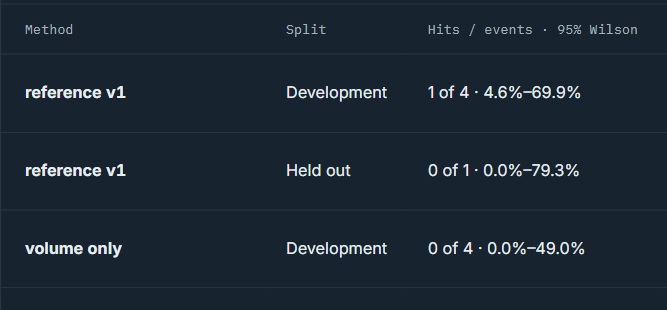 Method Split Hits / events · 95% Wilson
reference v1 Development 1 of 4 · 4.6%–69.9%
reference v1 Held out 0 of 1 · 0.0%–79.3%
volume only Development 0 of 4 · 0.0%–49.0%